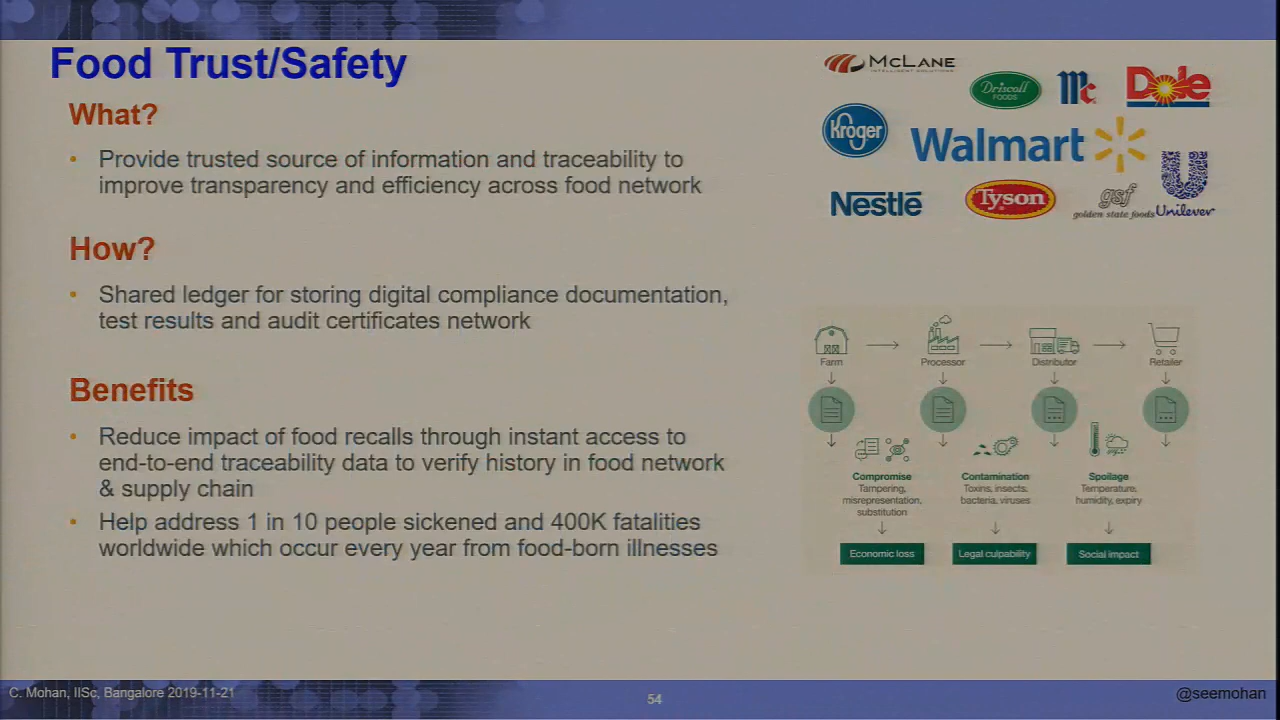 Food Trust/Safety
What?
• Provide trusted source of information and traceability to
improve transparency and efficiency across food network
How?
• Shared ledger for storing digital compliance documentation,
test results and audit certificates network
Benefits
• Reduce impact of food recalls through instant access to
end-to-end traceability data to verify history in food network
& supply chain
• Help address 1 in 10 people sickened and 400K fatalities
worldwide which occur every year from food-born illnesses
MCLANE
INTELLIGENT SOLUTIONS
Driscoll
FOODS
Mc
Dole
Kroger
Walmart
Nestlé
Tyson
gsf
golden state foods
Unilever
Farm
Processor
Distributor
Retailer
Compromise
Tampering,
misrepresentation,
substitution
Contamination
Toxins, insects,
bacteria, viruses
Spoilage
Temperature,
humidity, expiry
Economic loss
Legal culpability
Social impact
C. Mohan, IISc, Bangalore 2019-11-21
54
@seemohan